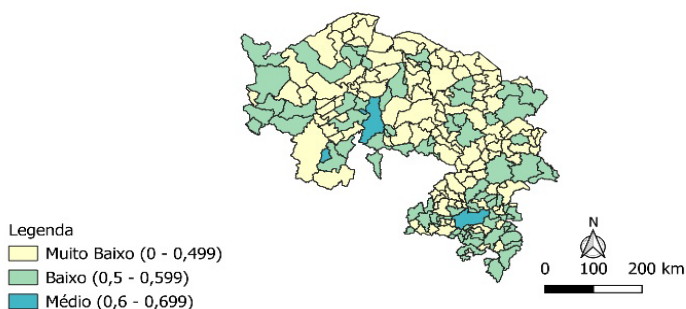 Legenda
Muito Baixo (0 - 0,499)
Baixo (0,5 - 0,599)
Médio (0,6 - 0,699)
N
0 100 200 km